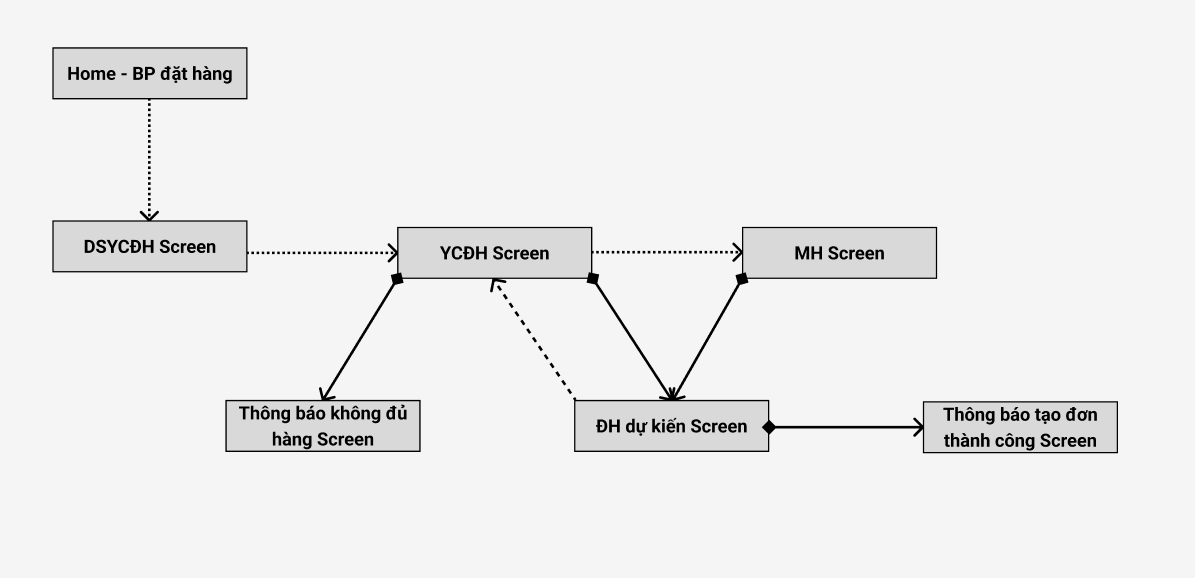 Home - BP đặt hàng
DSYCĐH Screen
YCĐH Screen
MH Screen
Thông báo không đủ
hàng Screen
ĐH dự kiến Screen
Thông báo tạo đơn
thành công Screen